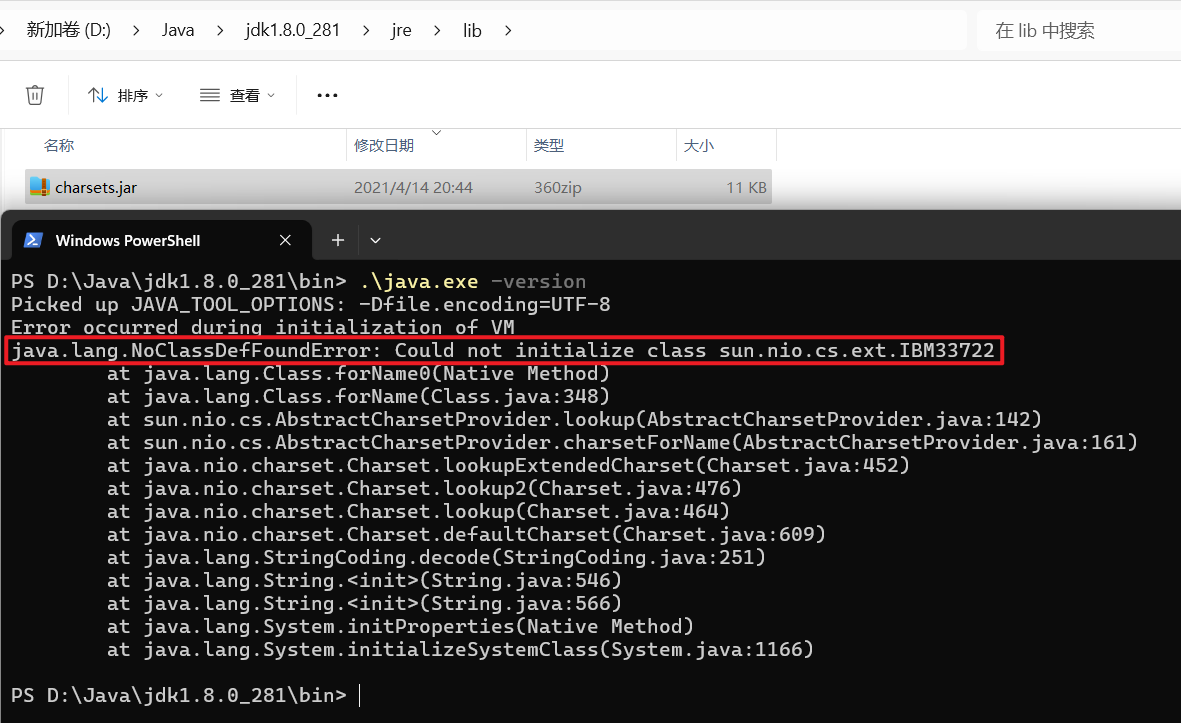 新加卷 (D:) > Java > jdk1.8.0_281 > jre > lib >
在 lib 中搜索
排序 查看 ...
名称 修改日期 类型 大小
charsets.jar 2021/4/14 20:44 360zip 11 KB
Windows PowerShell
PS D:\Java\jdk1.8.0_281\bin> .\java.exe -version
Picked up JAVA_TOOL_OPTIONS: -Dfile.encoding=UTF-8
Error occurred during initialization of VM
java.lang.NoClassDefFoundError: Could not initialize class sun.nio.cs.ext.IBM33722
at java.lang.Class.forName0(Native Method)
at java.lang.Class.forName(Class.java:348)
at sun.nio.cs.AbstractCharsetProvider.lookup(AbstractCharsetProvider.java:142)
at sun.nio.cs.AbstractCharsetProvider.charsetForName(AbstractCharsetProvider.java:161)
at java.nio.charset.Charset.lookupExtendedCharset(Charset.java:452)
at java.nio.charset.Charset.lookup2(Charset.java:476)
at java.nio.charset.Charset.lookup(Charset.java:464)
at java.nio.charset.Charset.defaultCharset(Charset.java:609)
at java.lang.StringCoding.decode(StringCoding.java:251)
at java.lang.String.<init>(String.java:546)
at java.lang.String.<init>(String.java:566)
at java.lang.System.initProperties(Native Method)
at java.lang.System.initializeSystemClass(System.java:1166)
PS D:\Java\jdk1.8.0_281\bin>